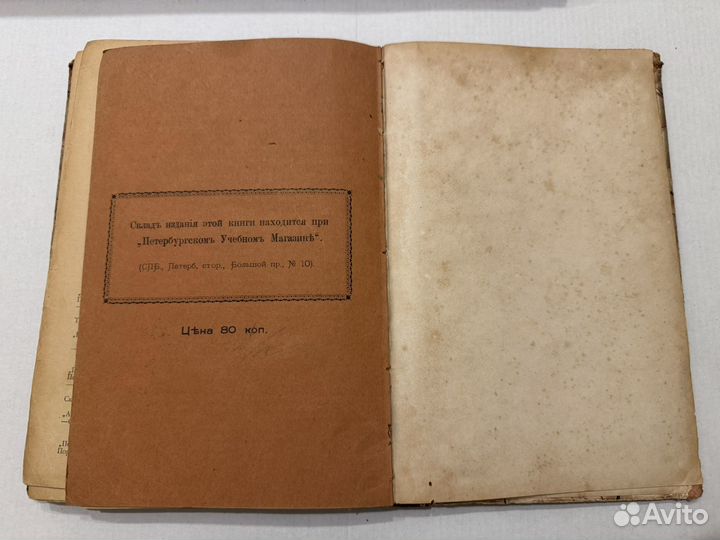 Складъ изданія этой книги находится при
„Петербургскомъ Учебномъ Магазинѣ“.
(СПБ., Петерб. стор., Большой пр., № 10).
Цѣна 80 коп.
Avito